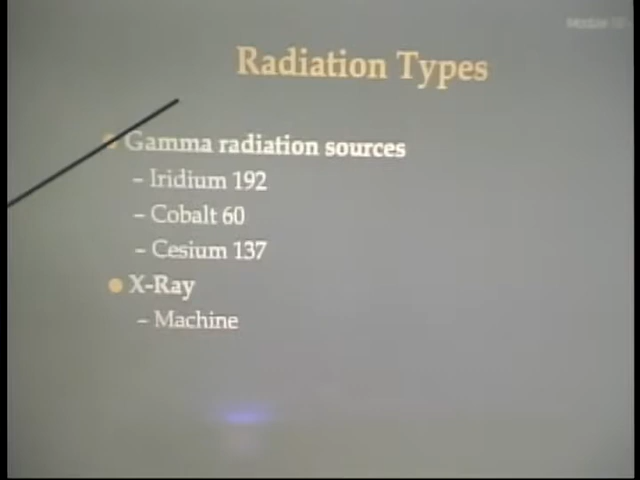 Radiation Types
Gamma radiation sources
– Iridium 192
– Cobalt 60
– Cesium 137
X-Ray
– Machine